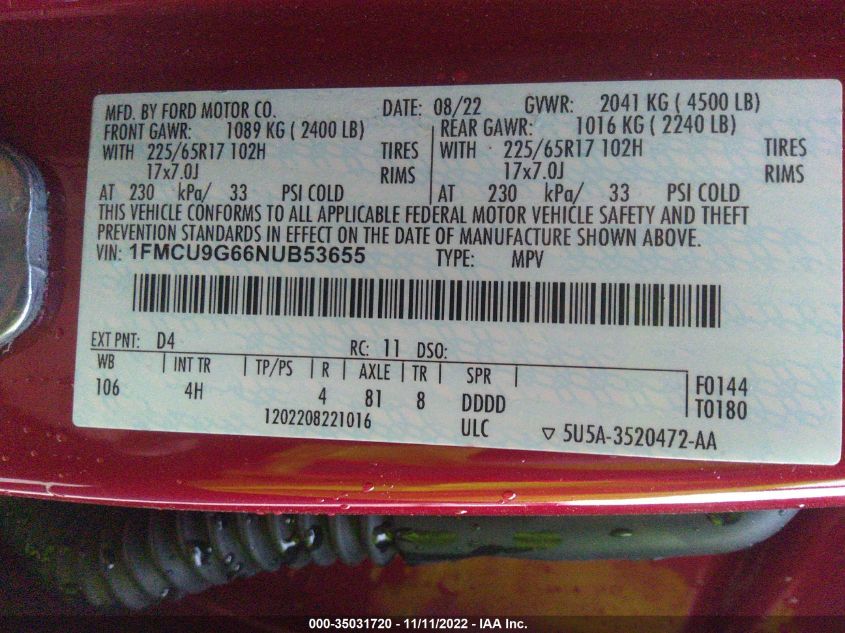 MFD. BY FORD MOTOR CO. DATE: 08/22 GVWR: 2041 KG ( 4500 LB)
FRONT GAWR: 1089 KG ( 2400 LB) REAR GAWR: 1016 KG ( 2240 LB)
WITH 225/65R17 102H TIRES WITH 225/65R17 102H TIRES
17x7.0J RIMS 17x7.0J RIMS
AT 230 kPa/ 33 PSI COLD AT 230 kPa/ 33 PSI COLD
THIS VEHICLE CONFORMS TO ALL APPLICABLE FEDERAL MOTOR VEHICLE SAFETY AND THEFT
PREVENTION STANDARDS IN EFFECT ON THE DATE OF MANUFACTURE SHOWN ABOVE.
VIN: 1FMCU9G66NUB53655 TYPE: MPV
EXT PNT: D4 RC: 11 DSO:
WB INT TR TP/PS R AXLE TR SPR F0144
106 4H 4 81 8 DDDD T0180
1202208221016 ULC ▽ 5U5A-3520472-AA
000-35031720 - 11/11/2022 - IAA Inc.